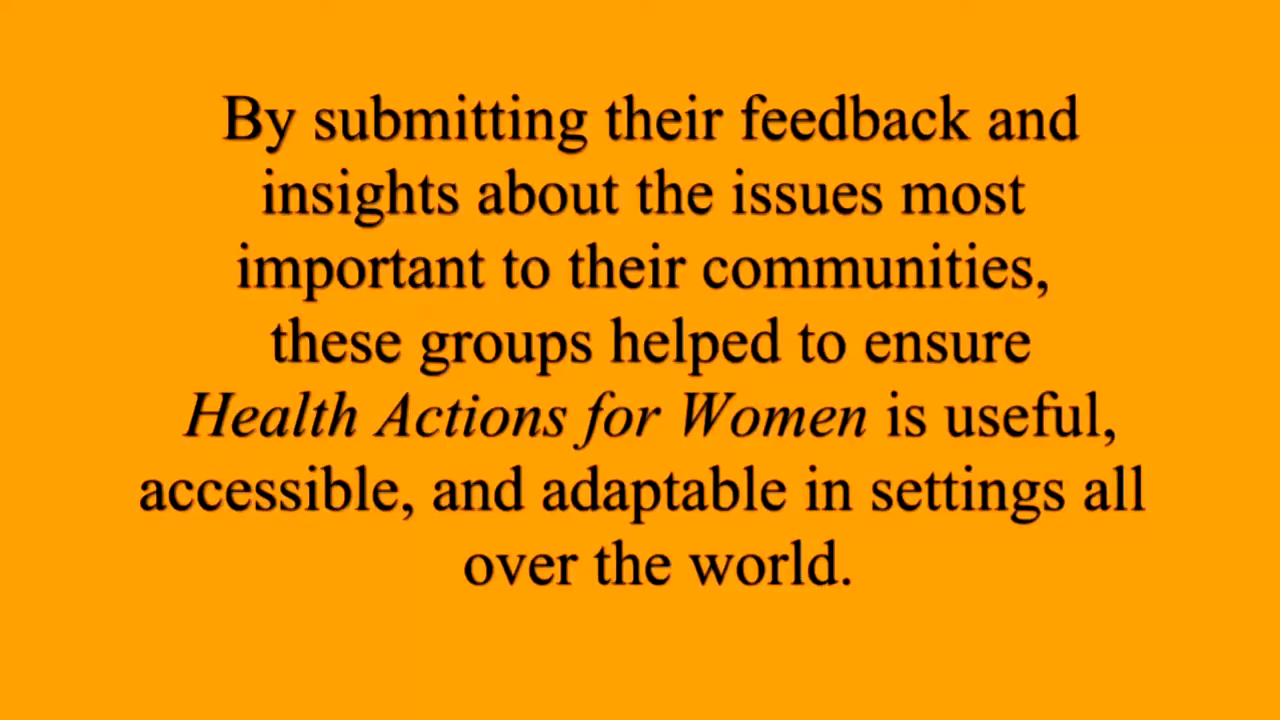 By submitting their feedback and
insights about the issues most
important to their communities,
these groups helped to ensure
Health Actions for Women is useful,
accessible, and adaptable in settings all
over the world.